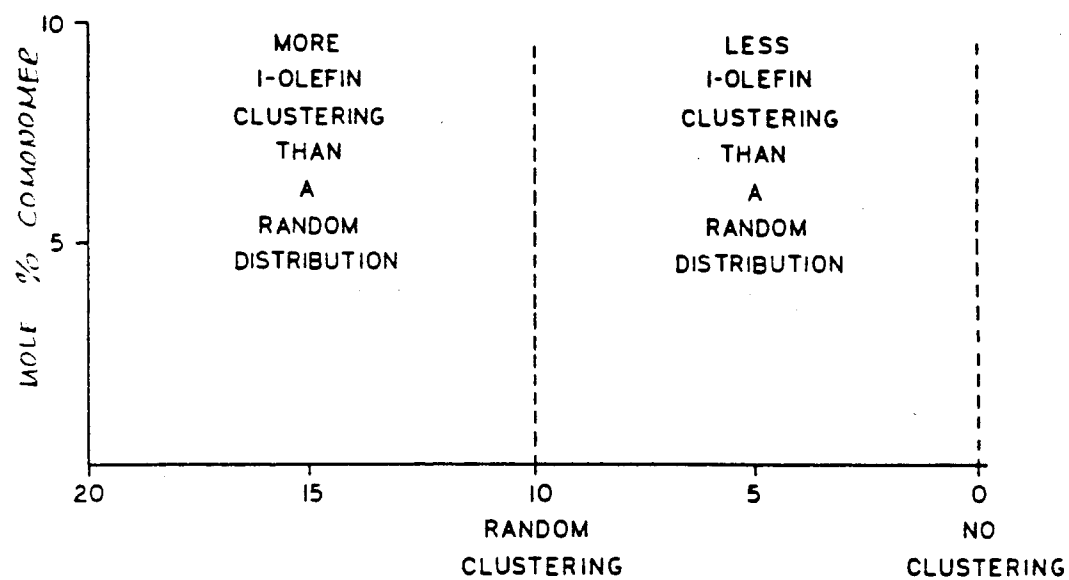 10
MOLE % COMONOMER
5
MORE
1-OLEFIN
CLUSTERING
THAN
A
RANDOM
DISTRIBUTION
LESS
1-OLEFIN
CLUSTERING
THAN
A
RANDOM
DISTRIBUTION
20
15
10
5
0
RANDOM
CLUSTERING
NO
CLUSTERING